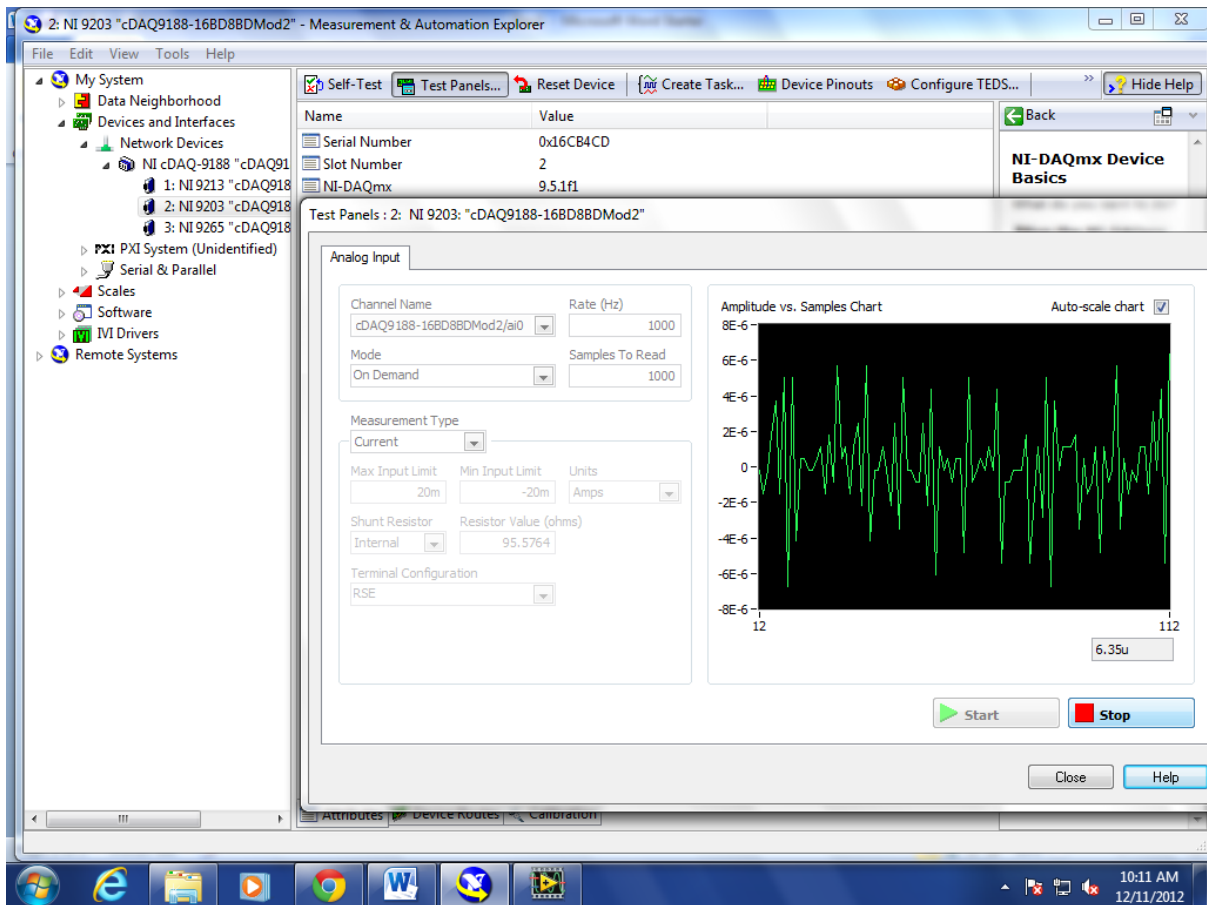 2: NI 9203 "cDAQ9188-16BD8BDMod2" - Measurement & Automation Explorer
File Edit View Tools Help
My System
Data Neighborhood
Devices and Interfaces
Network Devices
NI cDAQ-9188 "cDAQ91
1: NI 9213 "cDAQ918
2: NI 9203 "cDAQ918
3: NI 9265 "cDAQ918
PXI PXI System (Unidentified)
Serial & Parallel
Scales
Software
IVI Drivers
Remote Systems
Self-Test Test Panels... Reset Device Create Task... Device Pinouts Configure TEDS... » Hide Help
Name Value
Serial Number 0x16CB4CD
Slot Number 2
NI-DAQmx 9.5.1f1
Back
NI-DAQmx Device
Basics
Test Panels : 2: NI 9203: "cDAQ9188-16BD8BDMod2"
Analog Input
Channel Name Rate (Hz)
cDAQ9188-16BD8BDMod2/ai0 1000
Mode Samples To Read
On Demand 1000
Measurement Type
Current
Max Input Limit Min Input Limit Units
20m -20m Amps
Shunt Resistor Resistor Value (ohms)
Internal 95.5764
Terminal Configuration
RSE
Amplitude vs. Samples Chart Auto-scale chart
8E-6
6E-6
4E-6
2E-6
0
-2E-6
-4E-6
-6E-6
-8E-6
12 112
6.35u
Start Stop
Close Help
Attributes Device Routes Calibration
10:11 AM
12/11/2012